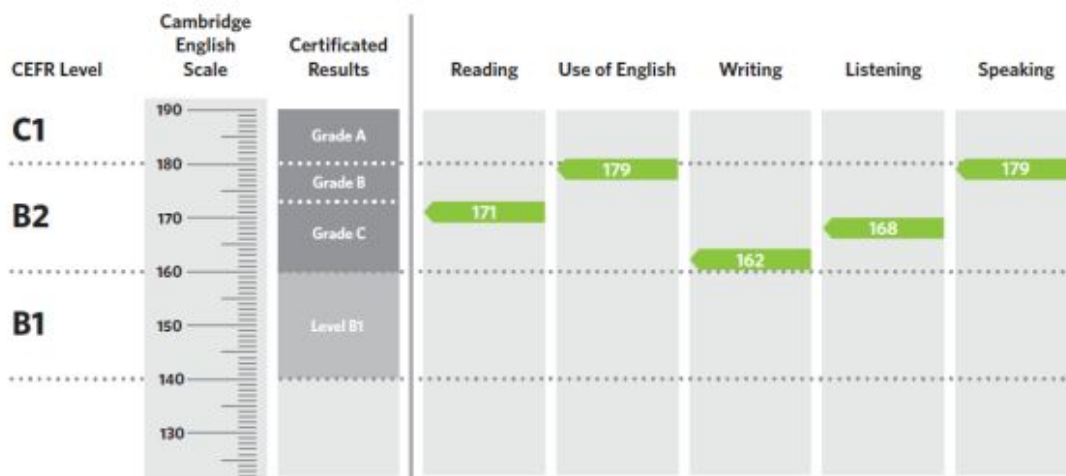 Cambridge
English
Scale
Certificated
Results
CEFR Level
Reading
Use of English
Writing
Listening
Speaking
190
C1
Grade A
180
179
179
Grade B
B2
170
171
Grade C
168
162
160
B1
150
Level B1
140
130